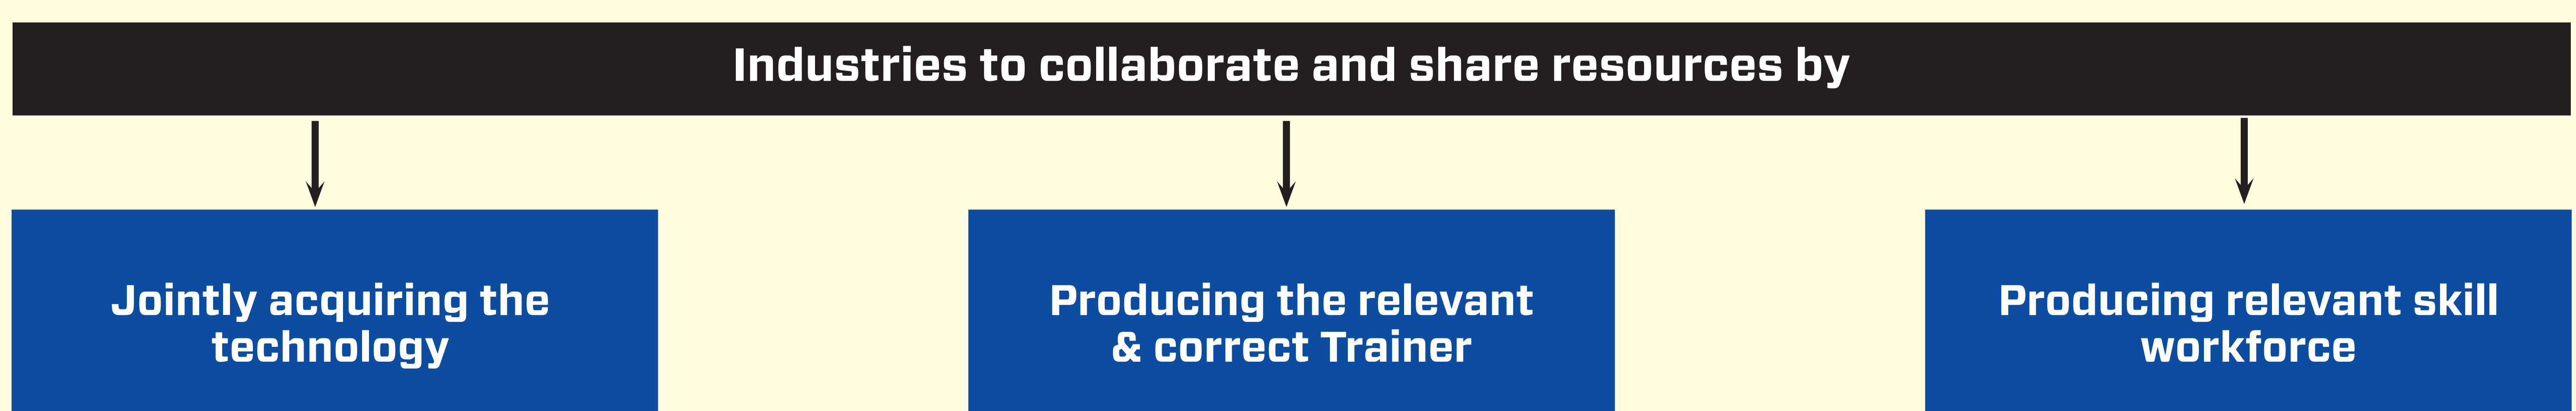 Industries to collaborate and share resources by
Jointly acquiring the
technology
Producing the relevant
& correct Trainer
Producing relevant skill
workforce